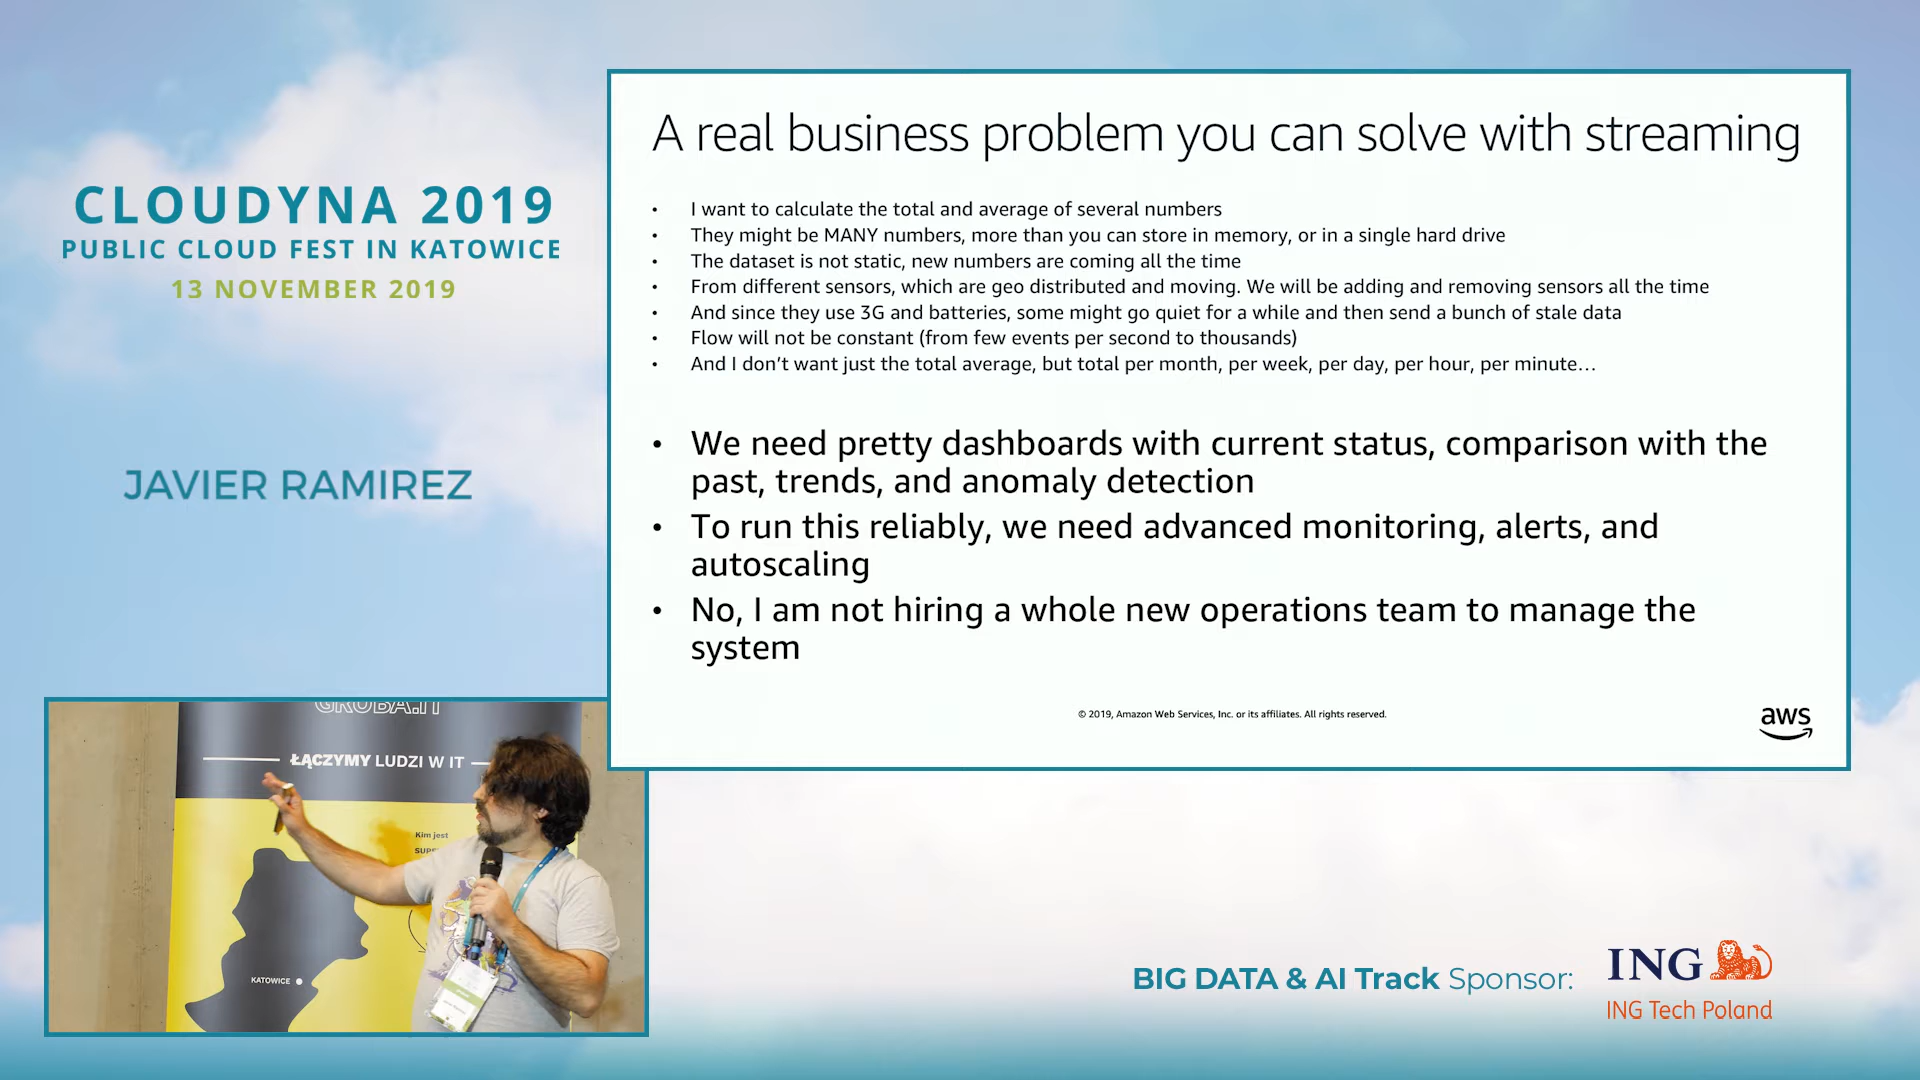 CLOUDYNA 2019
PUBLIC CLOUD FEST IN KATOWICE
13 NOVEMBER 2019
JAVIER RAMIREZ
A real business problem you can solve with streaming
• I want to calculate the total and average of several numbers
• They might be MANY numbers, more than you can store in memory, or in a single hard drive
• The dataset is not static, new numbers are coming all the time
• From different sensors, which are geo distributed and moving. We will be adding and removing sensors all the time
• And since they use 3G and batteries, some might go quiet for a while and then send a bunch of stale data
• Flow will not be constant (from few events per second to thousands)
• And I don’t want just the total average, but total per month, per week, per day, per hour, per minute…
• We need pretty dashboards with current status, comparison with the
past, trends, and anomaly detection
• To run this reliably, we need advanced monitoring, alerts, and
autoscaling
• No, I am not hiring a whole new operations team to manage the
system
© 2019, Amazon Web Services, Inc. or its affiliates. All rights reserved.
aws
GRUBA.IT
ŁĄCZYMY LUDZI W IT
Kim jest
KATOWICE
BIG DATA & AI Track Sponsor:
ING
ING Tech Poland